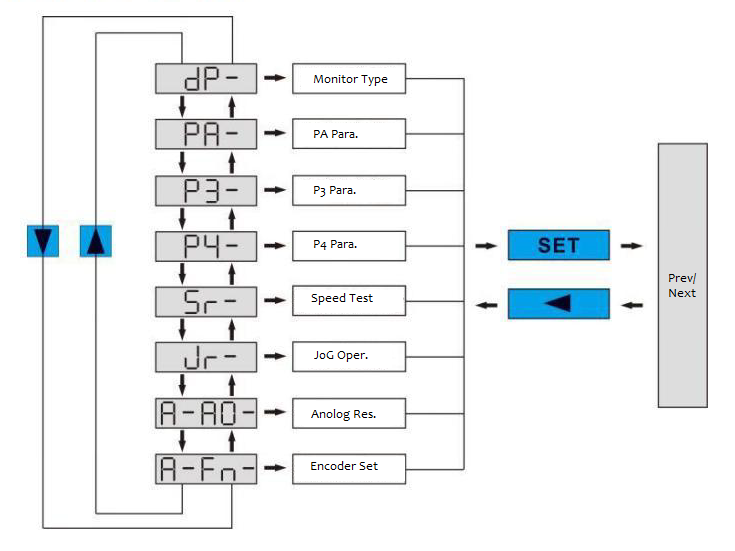 dP-
Monitor Type
PA-
PA Para.
P3-
P3 Para.
P4-
P4 Para.
SET
Prev/
Next
Sr-
Speed Test
Jr-
JoG Oper.
A-A0-
Anolog Res.
A-Fn-
Encoder Set